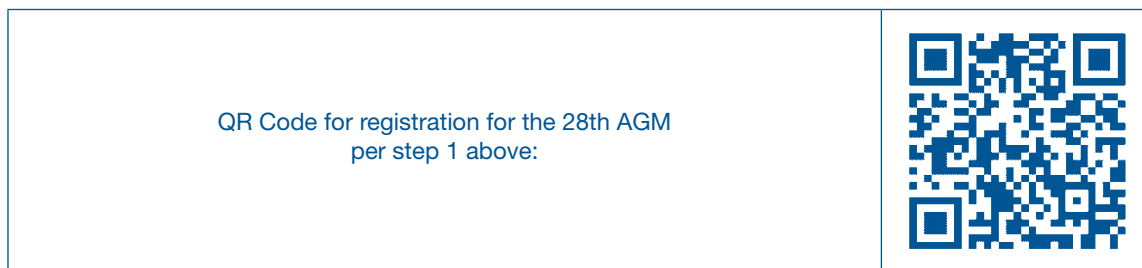 QR Code for registration for the 28th AGM
per step 1 above: